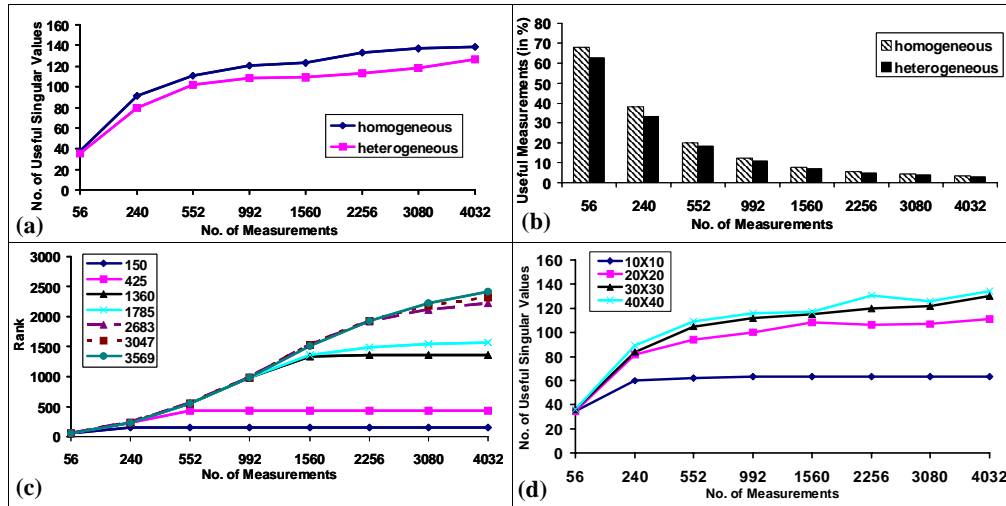 No. of Useful Singular Values
160
140
120
100
80
60
40
20
0
homogeneous
heterogeneous
56 240 552 992 1560 2256 3080 4032
No. of Measurements
(a)
Useful Measurements (in %)
80
70
60
50
40
30
20
10
0
homogeneous
heterogeneous
56 240 552 992 1560 2256 3080 4032
No. of Measurements
(b)
Rank
3000
2500
2000
1500
1000
500
0
150
425
1360
1785
2683
3047
3569
56 240 552 992 1560 2256 3080 4032
No. of Measurements
(c)
No. of Useful Singular Values
160
140
120
100
80
60
40
20
0
10X10
20X20
30X30
40X40
56 240 552 992 1560 2256 3080 4032
No. of Measurements
(d)